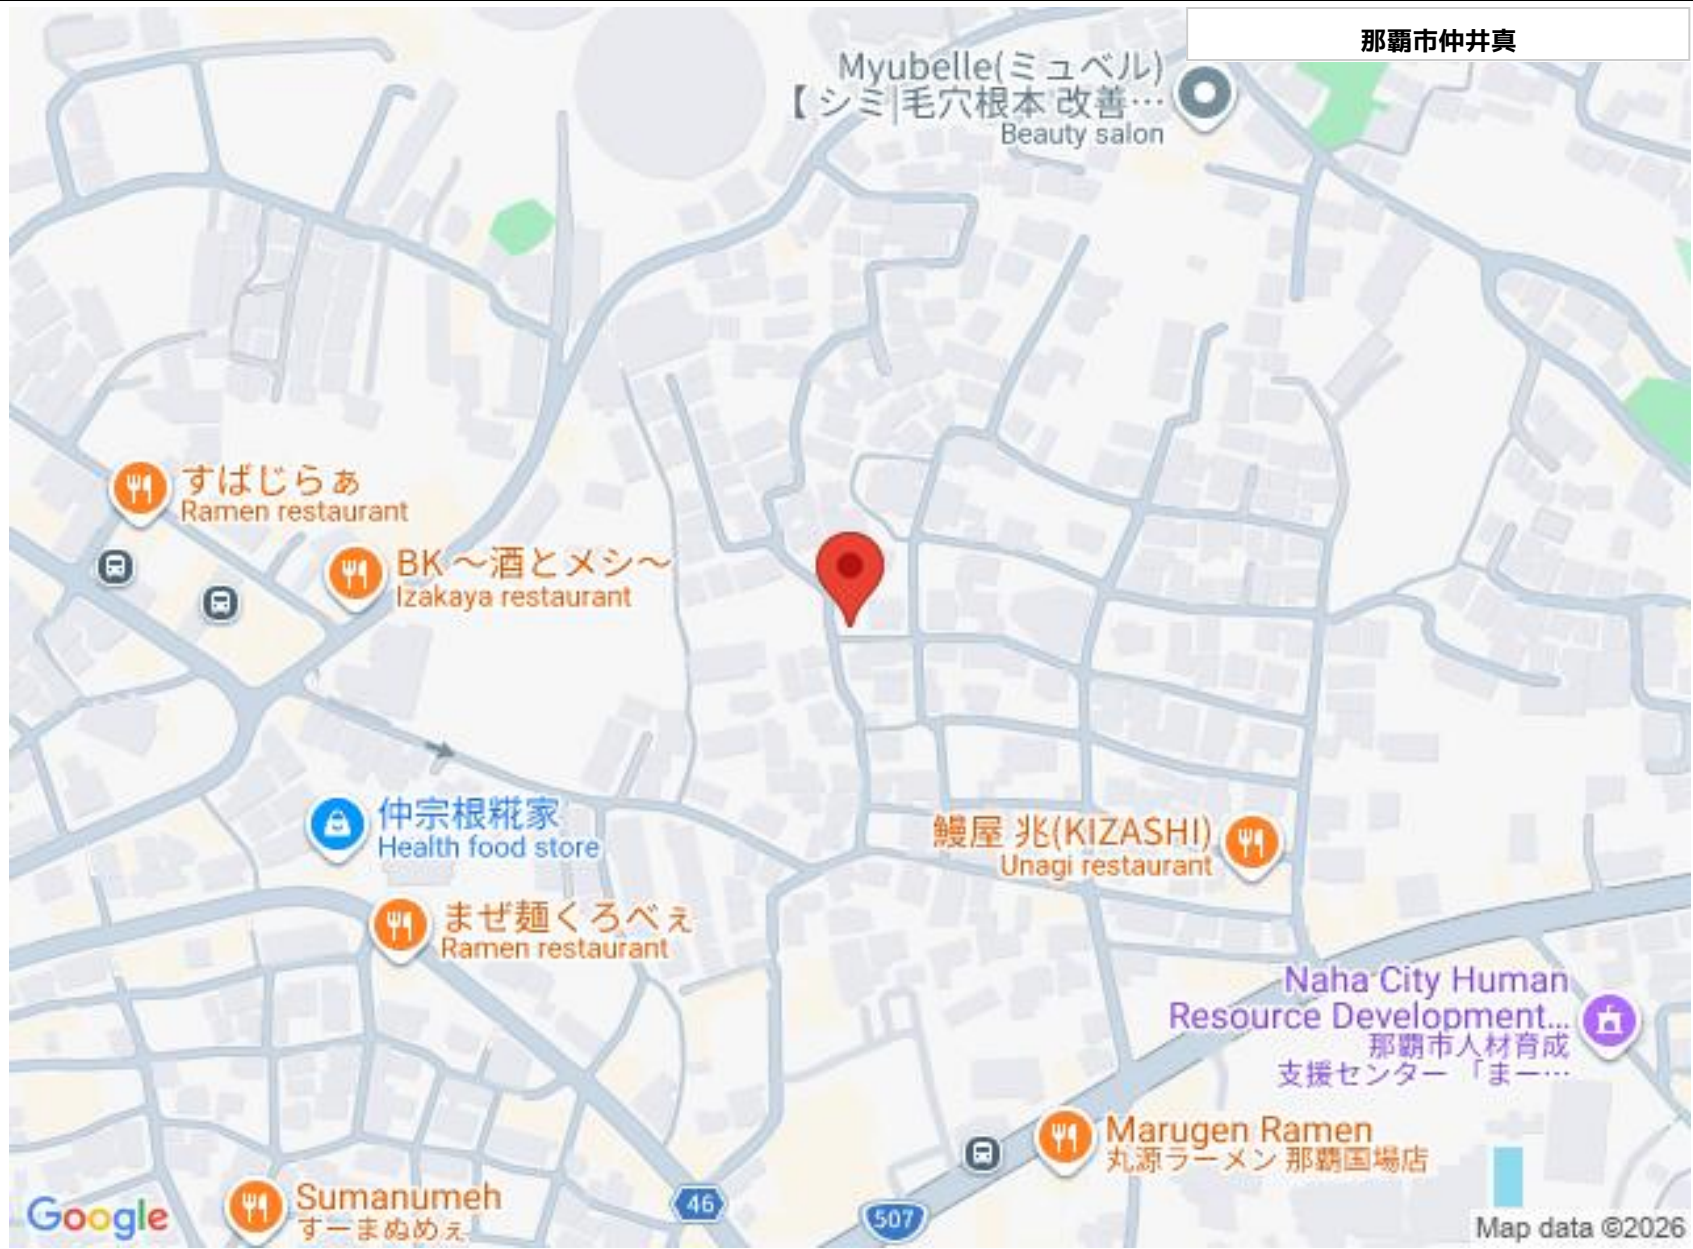 那覇市仲井真
Myubelle(ミュベル)
【シミ|毛穴根本 改善…
Beauty salon
すばじらぁ
Ramen restaurant
BK ～酒とメシ～
Izakaya restaurant
仲宗根糀家
Health food store
鰻屋 兆(KIZASHI)
Unagi restaurant
まぜ麺くろべぇ
Ramen restaurant
Naha City Human
Resource Development...
那覇市人材育成
支援センター 「まー…
Marugen Ramen
丸源ラーメン 那覇国場店
Sumanumeh
すーまぬめぇ
46
507
Google
Map data ©2026